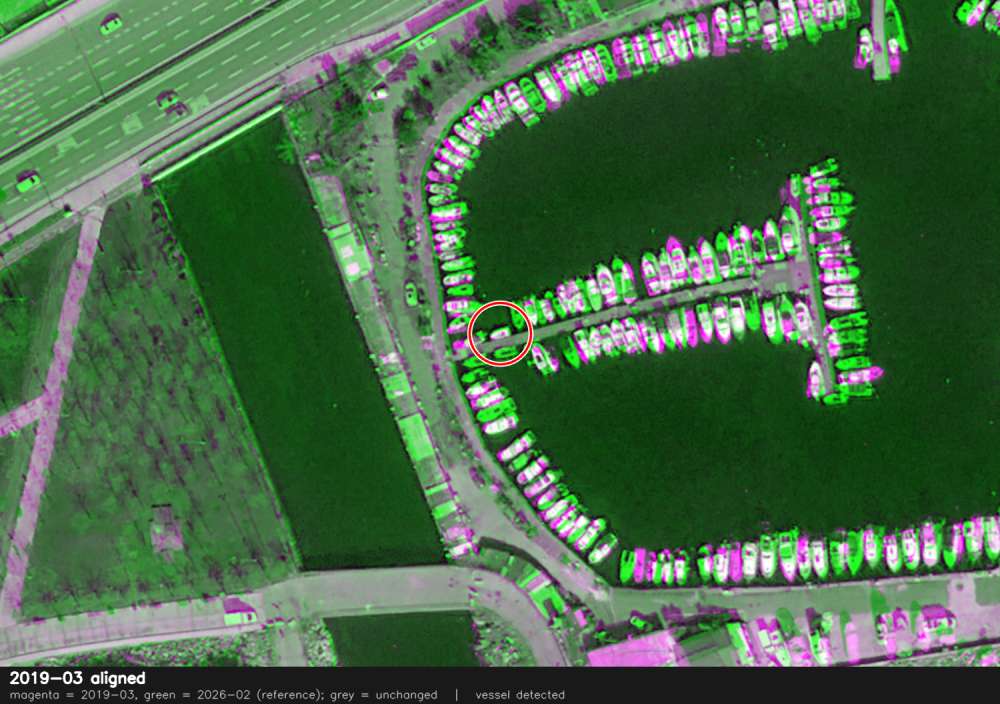 2019-03 aligned
magenta = 2019-03, green = 2026-02 (reference); grey = unchanged | vessel detected